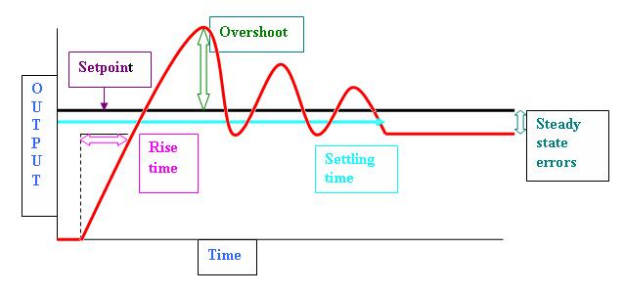 Overshoot
Setpoint
OUTPUT
Rise
time
Settling
time
Steady
state
errors
Time